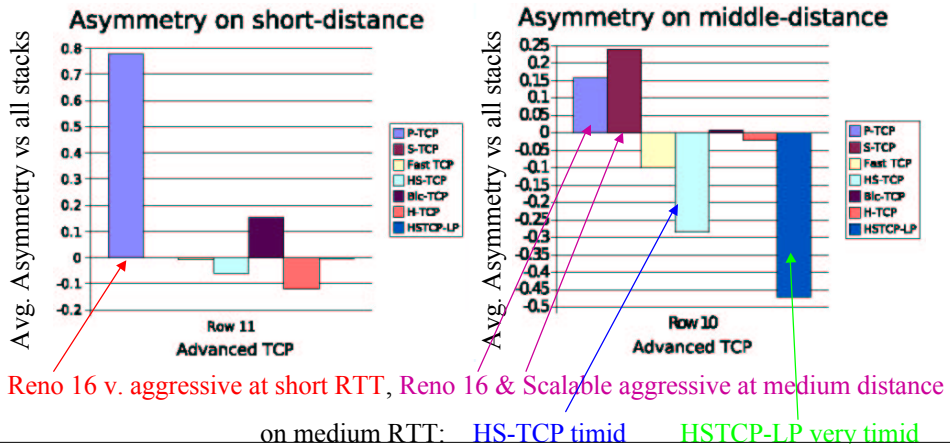 Asymmetry on short-distance
Avg. Asymmetry vs all stacks
0.8
0.7
0.6
0.5
0.4
0.3
0.2
0.1
0
-0.1
-0.2
Row 11
Advanced TCP
P-TCP
S-TCP
Fast TCP
HS-TCP
Bic-TCP
H-TCP
HSTCP-LP
Asymmetry on middle-distance
Avg. Asymmetry vs all stacks
0.25
0.2
0.15
0.1
0.05
0
-0.05
-0.1
-0.15
-0.2
-0.25
-0.3
-0.35
-0.4
-0.45
-0.5
Row 10
Advanced TCP
P-TCP
S-TCP
Fast TCP
HS-TCP
Bic-TCP
H-TCP
HSTCP-LP
Reno 16 v. aggressive at short RTT, Reno 16 & Scalable aggressive at medium distance
on medium RTT: HS-TCP timid HSTCP-LP very timid